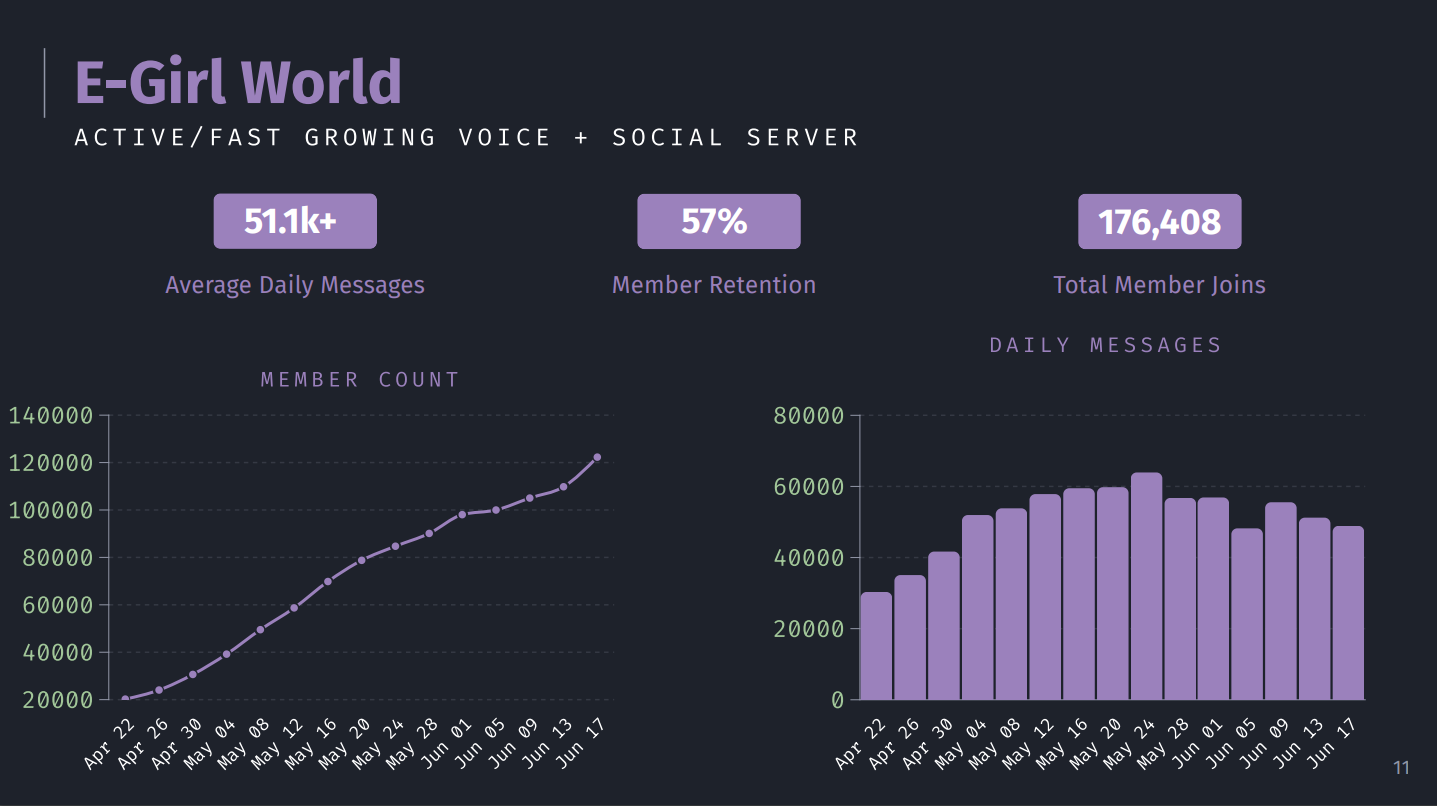 E-Girl World
ACTIVE/FAST GROWING VOICE + SOCIAL SERVER
51.1k+
Average Daily Messages
57%
Member Retention
176,408
Total Member Joins
MEMBER COUNT
140000
120000
100000
80000
60000
40000
20000
Apr 22
Apr 26
Apr 30
May 04
May 08
May 12
May 16
May 20
May 24
May 28
Jun 01
Jun 05
Jun 09
Jun 13
Jun 17
DAILY MESSAGES
80000
60000
40000
20000
0
Apr 22
Apr 26
Apr 30
May 04
May 08
May 12
May 16
May 20
May 24
May 28
Jun 01
Jun 05
Jun 09
Jun 13
Jun 17
11